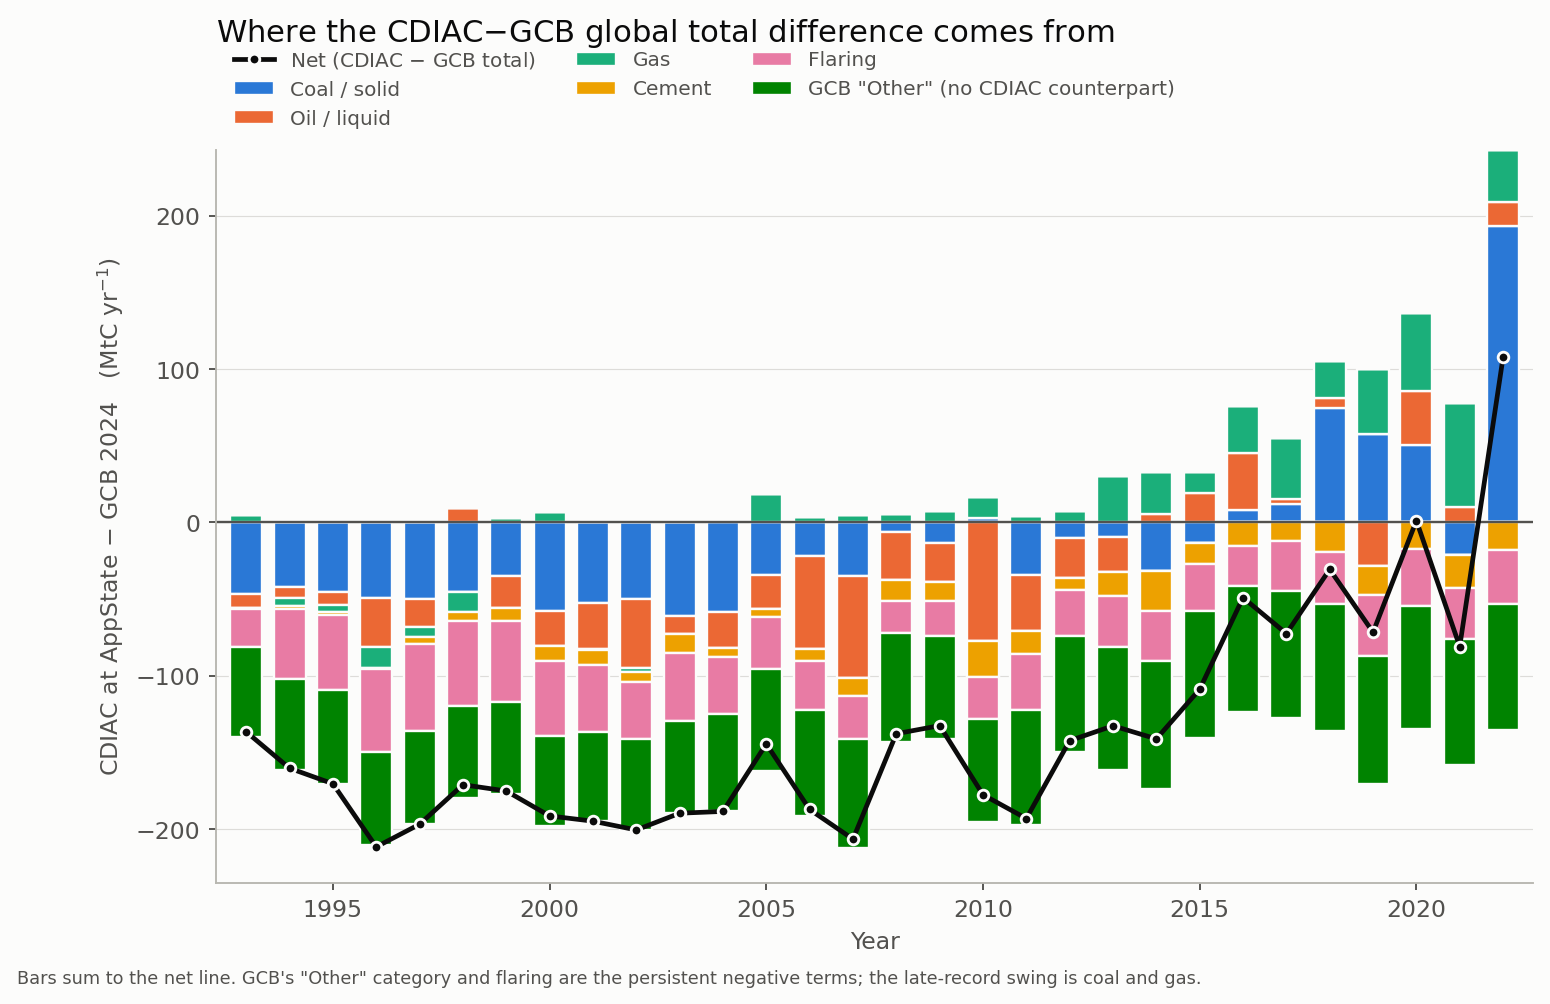 Where the CDIAC−GCB global total difference comes from
Net (CDIAC − GCB total)
Coal / solid
Oil / liquid
Gas
Cement
Flaring
GCB "Other" (no CDIAC counterpart)
CDIAC at AppState − GCB 2024 (MtC yr⁻¹)
200
100
0
−100
−200
1995
2000
2005
2010
2015
2020
Year
Bars sum to the net line. GCB's "Other" category and flaring are the persistent negative terms; the late-record swing is coal and gas.